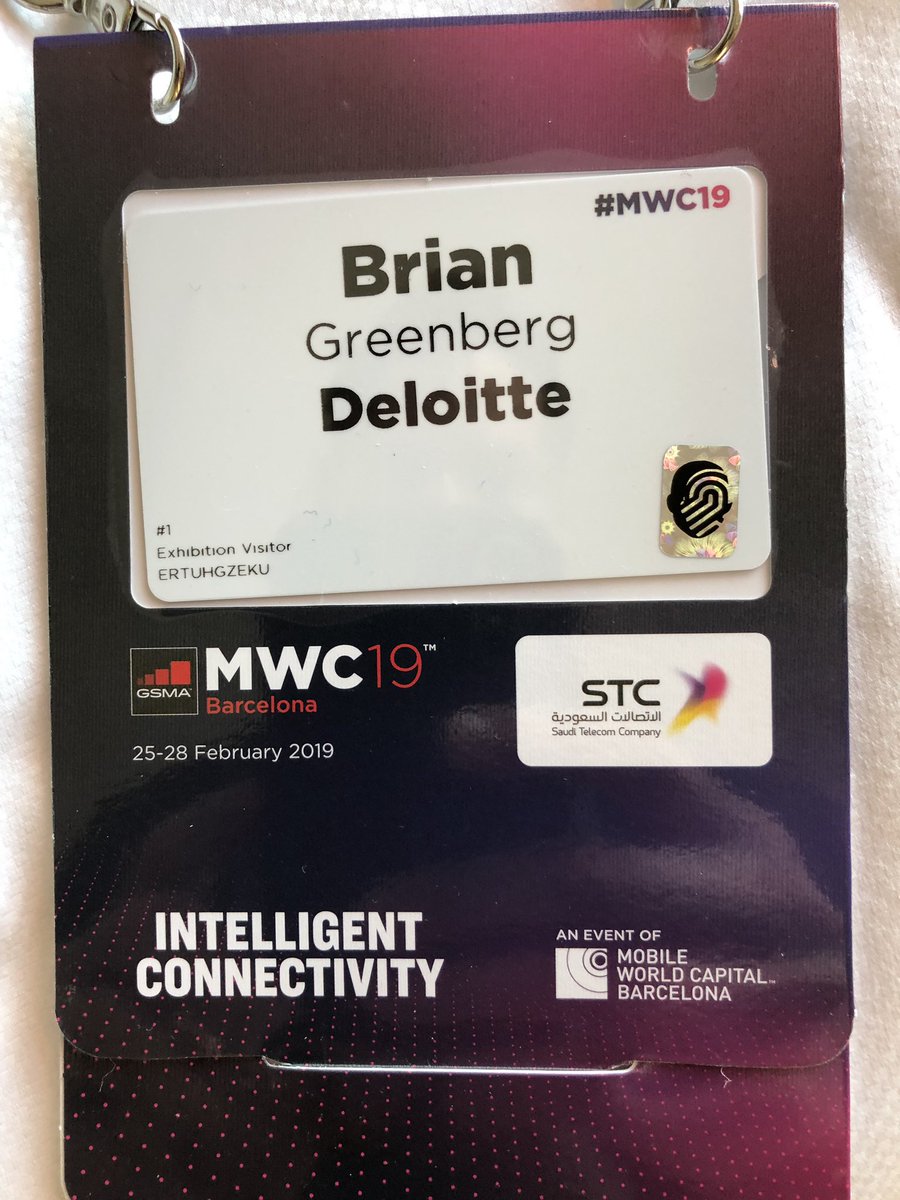 #MWC19
Brian
Greenberg
Deloitte
#1
Exhibition Visitor
ERTUHGZEKU
GSMA
MWC19™
Barcelona
25-28 February 2019
STC
الاتصالات السعودية
Saudi Telecom Company
INTELLIGENT
CONNECTIVITY
AN EVENT OF
MOBILE
WORLD CAPITAL™
BARCELONA